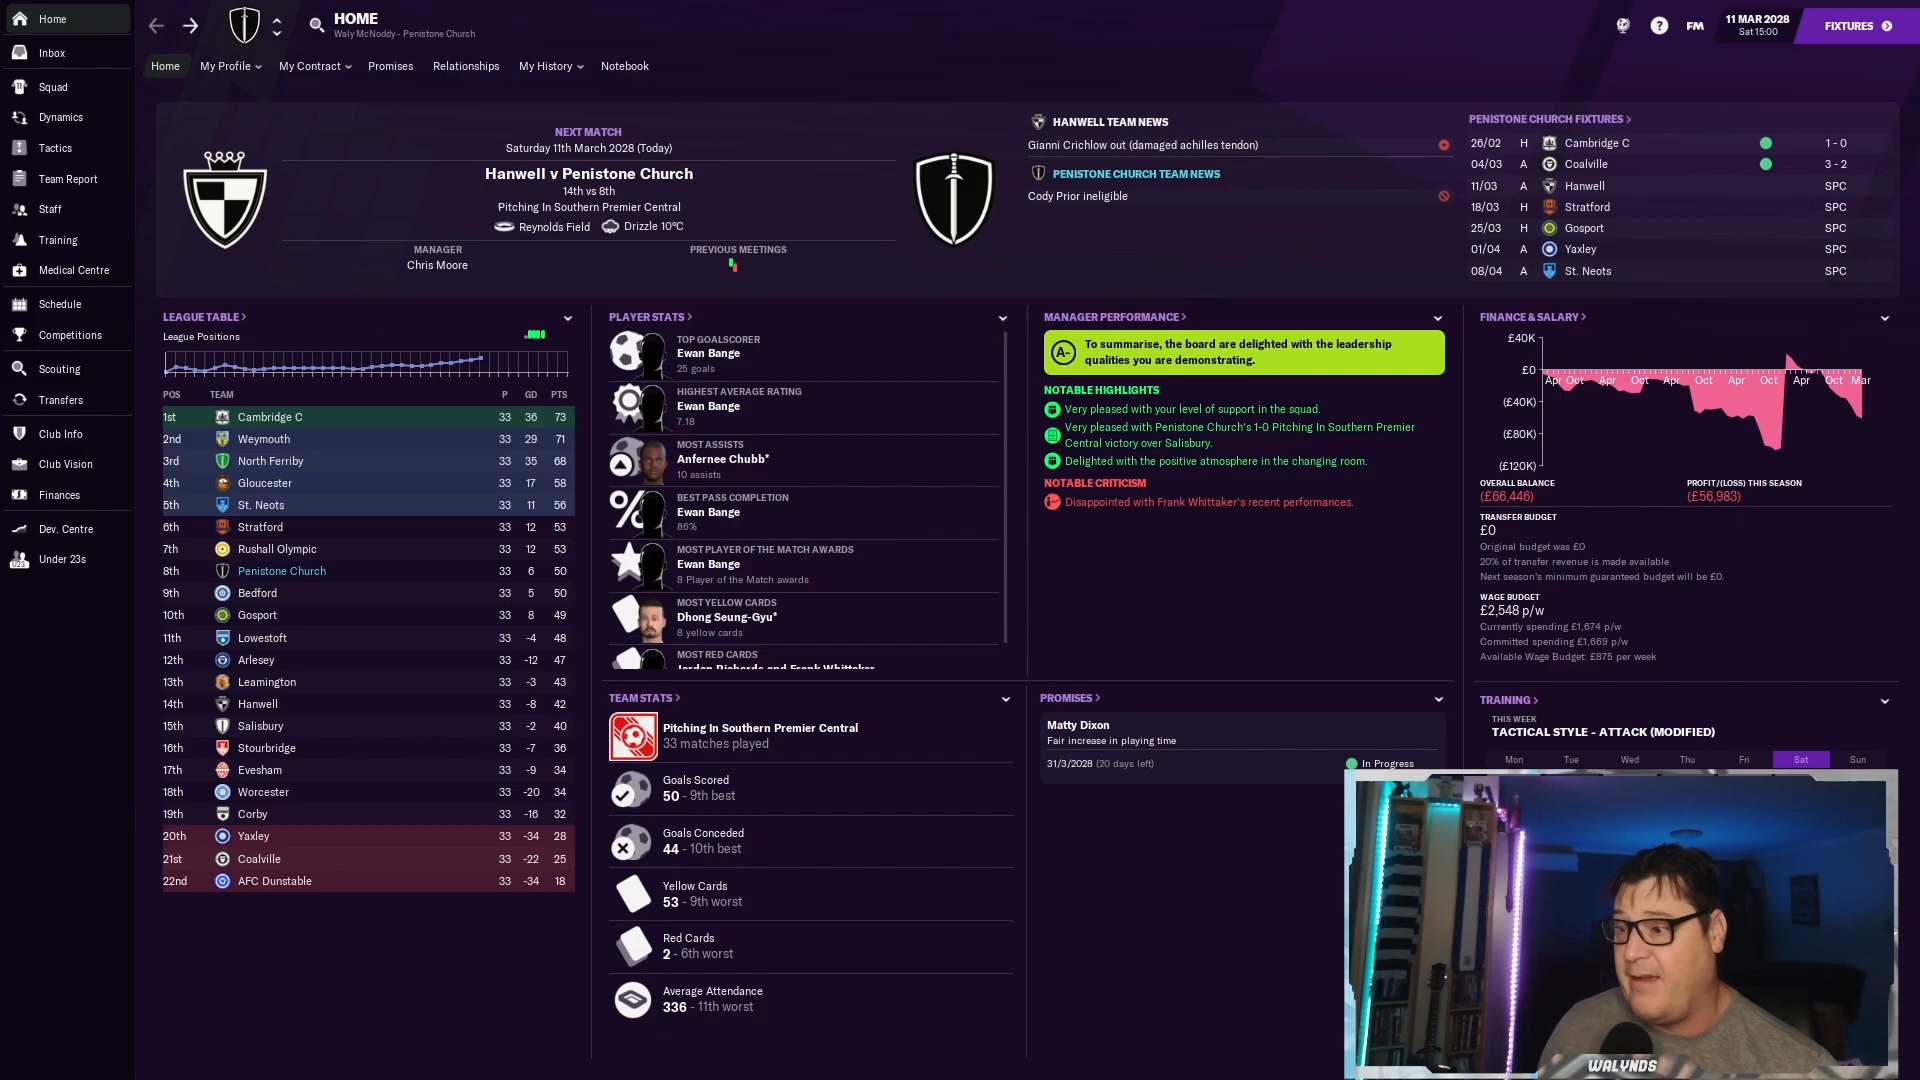 Home
Inbox
Squad
Dynamics
Tactics
Team Report
Staff
Training
Medical Centre
Schedule
Competitions
Scouting
Transfers
Club Info
Club Vision
Finances
Dev. Centre
Under 23s
HOME
Waly McNoddy - Penistone Church
FM
11 MAR 2028
Sat 15:00
FIXTURES
Home
My Profile
My Contract
Promises
Relationships
My History
Notebook
NEXT MATCH
Saturday 11th March 2028 (Today)
Hanwell v Penistone Church
14th vs 8th
Pitching In Southern Premier Central
Reynolds Field Drizzle 10°C
MANAGER
Chris Moore
PREVIOUS MEETINGS
HANWELL TEAM NEWS
Gianni Crichlow out (damaged achilles tendon)
PENISTONE CHURCH TEAM NEWS
Cody Prior ineligible
PENISTONE CHURCH FIXTURES
26/02 H Cambridge C 1 - 0
04/03 A Coalville 3 - 2
11/03 A Hanwell SPC
18/03 H Stratford SPC
25/03 H Gosport SPC
01/04 A Yaxley SPC
08/04 A St. Neots SPC
LEAGUE TABLE
League Positions
POS TEAM P GD PTS
1st Cambridge C 33 36 73
2nd Weymouth 33 29 71
3rd North Ferriby 33 35 68
4th Gloucester 33 17 58
5th St. Neots 33 11 56
6th Stratford 33 12 53
7th Rushall Olympic 33 12 53
8th Penistone Church 33 6 50
9th Bedford 33 5 50
10th Gosport 33 8 49
11th Lowestoft 33 -4 48
12th Arlesey 33 -12 47
13th Leamington 33 -3 43
14th Hanwell 33 -8 42
15th Salisbury 33 -2 40
16th Stourbridge 33 -7 36
17th Evesham 33 -9 34
18th Worcester 33 -20 34
19th Corby 33 -16 32
20th Yaxley 33 -34 28
21st Coalville 33 -22 25
22nd AFC Dunstable 33 -34 18
PLAYER STATS
TOP GOALSCORER
Ewan Bange
25 goals
HIGHEST AVERAGE RATING
Ewan Bange
7.18
MOST ASSISTS
Anfernee Chubb*
10 assists
BEST PASS COMPLETION
Ewan Bange
86%
MOST PLAYER OF THE MATCH AWARDS
Ewan Bange
8 Player of the Match awards
MOST YELLOW CARDS
Dhong Seung-Gyu*
8 yellow cards
MOST RED CARDS
Jordan Richards and Frank Whittaker
TEAM STATS
Pitching In Southern Premier Central
33 matches played
Goals Scored
50 - 9th best
Goals Conceded
44 - 10th best
Yellow Cards
53 - 9th worst
Red Cards
2 - 6th worst
Average Attendance
336 - 11th worst
MANAGER PERFORMANCE
A-
To summarise, the board are delighted with the leadership
qualities you are demonstrating.
NOTABLE HIGHLIGHTS
Very pleased with your level of support in the squad.
Very pleased with Penistone Church's 1-0 Pitching In Southern Premier
Central victory over Salisbury.
Delighted with the positive atmosphere in the changing room.
NOTABLE CRITICISM
Disappointed with Frank Whittaker's recent performances.
PROMISES
Matty Dixon
Fair increase in playing time
31/3/2028 (20 days left) In Progress
FINANCE & SALARY
£40K
£0
(£40K)
(£80K)
(£120K)
Apr Oct Apr Oct Apr Oct Apr Oct Apr Oct Mar
OVERALL BALANCE
(£66,446)
PROFIT/(LOSS) THIS SEASON
(£56,983)
TRANSFER BUDGET
£0
Original budget was £0
20% of transfer revenue is made available
Next season's minimum guaranteed budget will be £0.
WAGE BUDGET
£2,548 p/w
Currently spending £1,674 p/w
Committed spending £1,669 p/w
Available Wage Budget: £875 per week
TRAINING
THIS WEEK
TACTICAL STYLE - ATTACK (MODIFIED)
Mon Tue Wed Thu Fri Sat Sun
WALYNDS